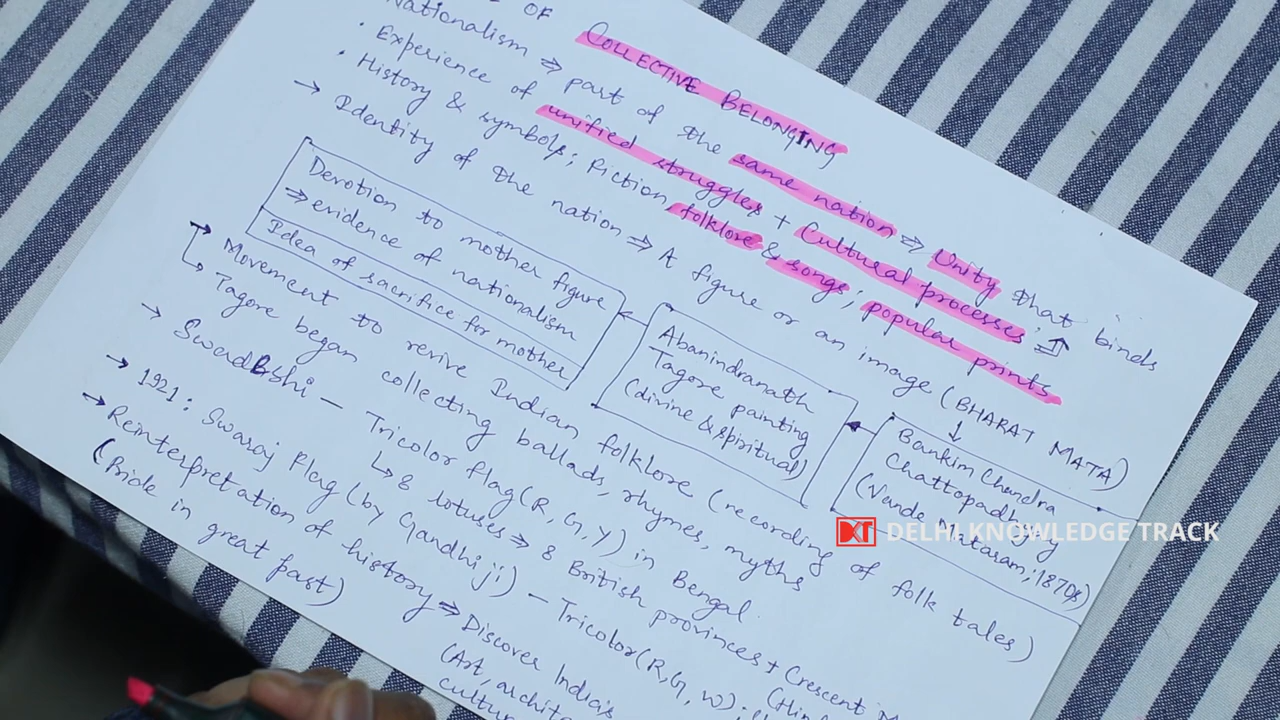 OF COLLECTIVE BELONGING
Nationalism ⇒ part of the same nation ⇒ Unity that binds
• Experience of unified struggles + Cultural processes
• History & symbols; Fiction, folklore & songs; popular prints
→ Identity of the nation ⇒ A figure or an image (BHARAT MATA)
Bankim Chandra
Chattopadhyay
(Vande Mataram; 1870s)
Abanindranath
Tagore painting
(divine & spiritual)
Devotion to mother figure
⇒ evidence of nationalism
Idea of sacrifice for mother
→ Movement to revive Indian folklore (recording of folk tales)
↳ Tagore began collecting ballads, rhymes, myths
→ Swadeshi – Tricolor flag (R, G, Y) in Bengal.
↳ 8 lotuses ⇒ 8 British provinces + Crescent
→ 1921: Swaraj Flag (by Gandhiji) – Tricolor (R, G, W);
→ Reinterpretation of history ⇒ Discover India's
(Pride in great past)
(Art,
DKT DELHI KNOWLEDGE TRACK